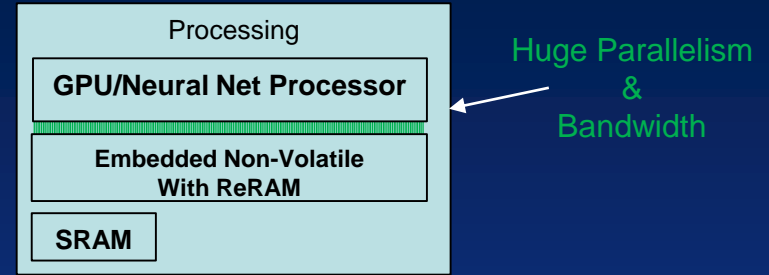 Processing
GPU/Neural Net Processor
Embedded Non-Volatile
With ReRAM
SRAM
Huge Parallelism
&
Bandwidth